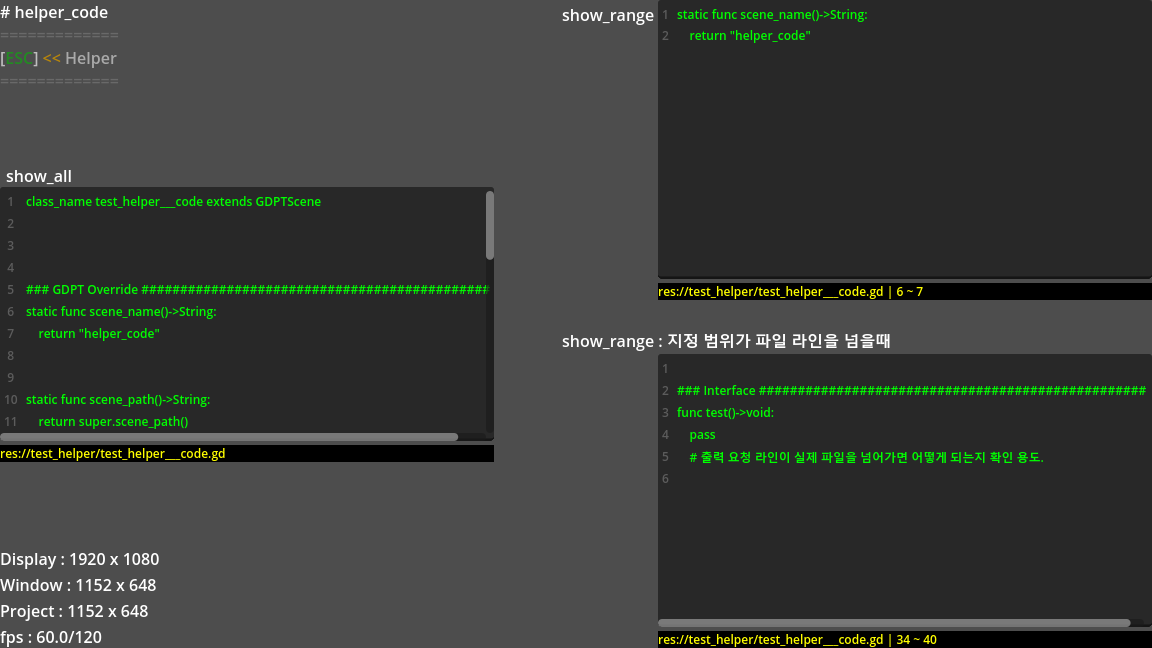 # helper_code
=============
[ESC] << Helper
=============
show_all
1 class_name test_helper___code extends GDPTScene
2
3
4
5 ### GDPT Override #############################################
6 static func scene_name()->String:
7 return "helper_code"
8
9
10 static func scene_path()->String:
11 return super.scene_path()
res://test_helper/test_helper___code.gd
Display : 1920 x 1080
Window : 1152 x 648
Project : 1152 x 648
fps : 60.0/120
show_range
1 static func scene_name()->String:
2 return "helper_code"
res://test_helper/test_helper___code.gd | 6 ~ 7
show_range : 지정 범위가 파일 라인을 넘을때
1
2 ### Interface ##################################################
3 func test()->void:
4 pass
5 # 출력 요청 라인이 실제 파일을 넘어가면 어떻게 되는지 확인 용도.
6
res://test_helper/test_helper___code.gd | 34 ~ 40